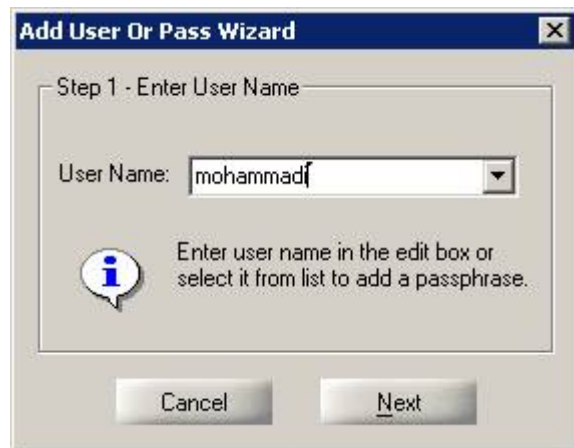 Add User Or Pass Wizard
Step 1 - Enter User Name
User Name: mohammadi
Enter user name in the edit box or
select it from list to add a passphrase.
Cancel Next